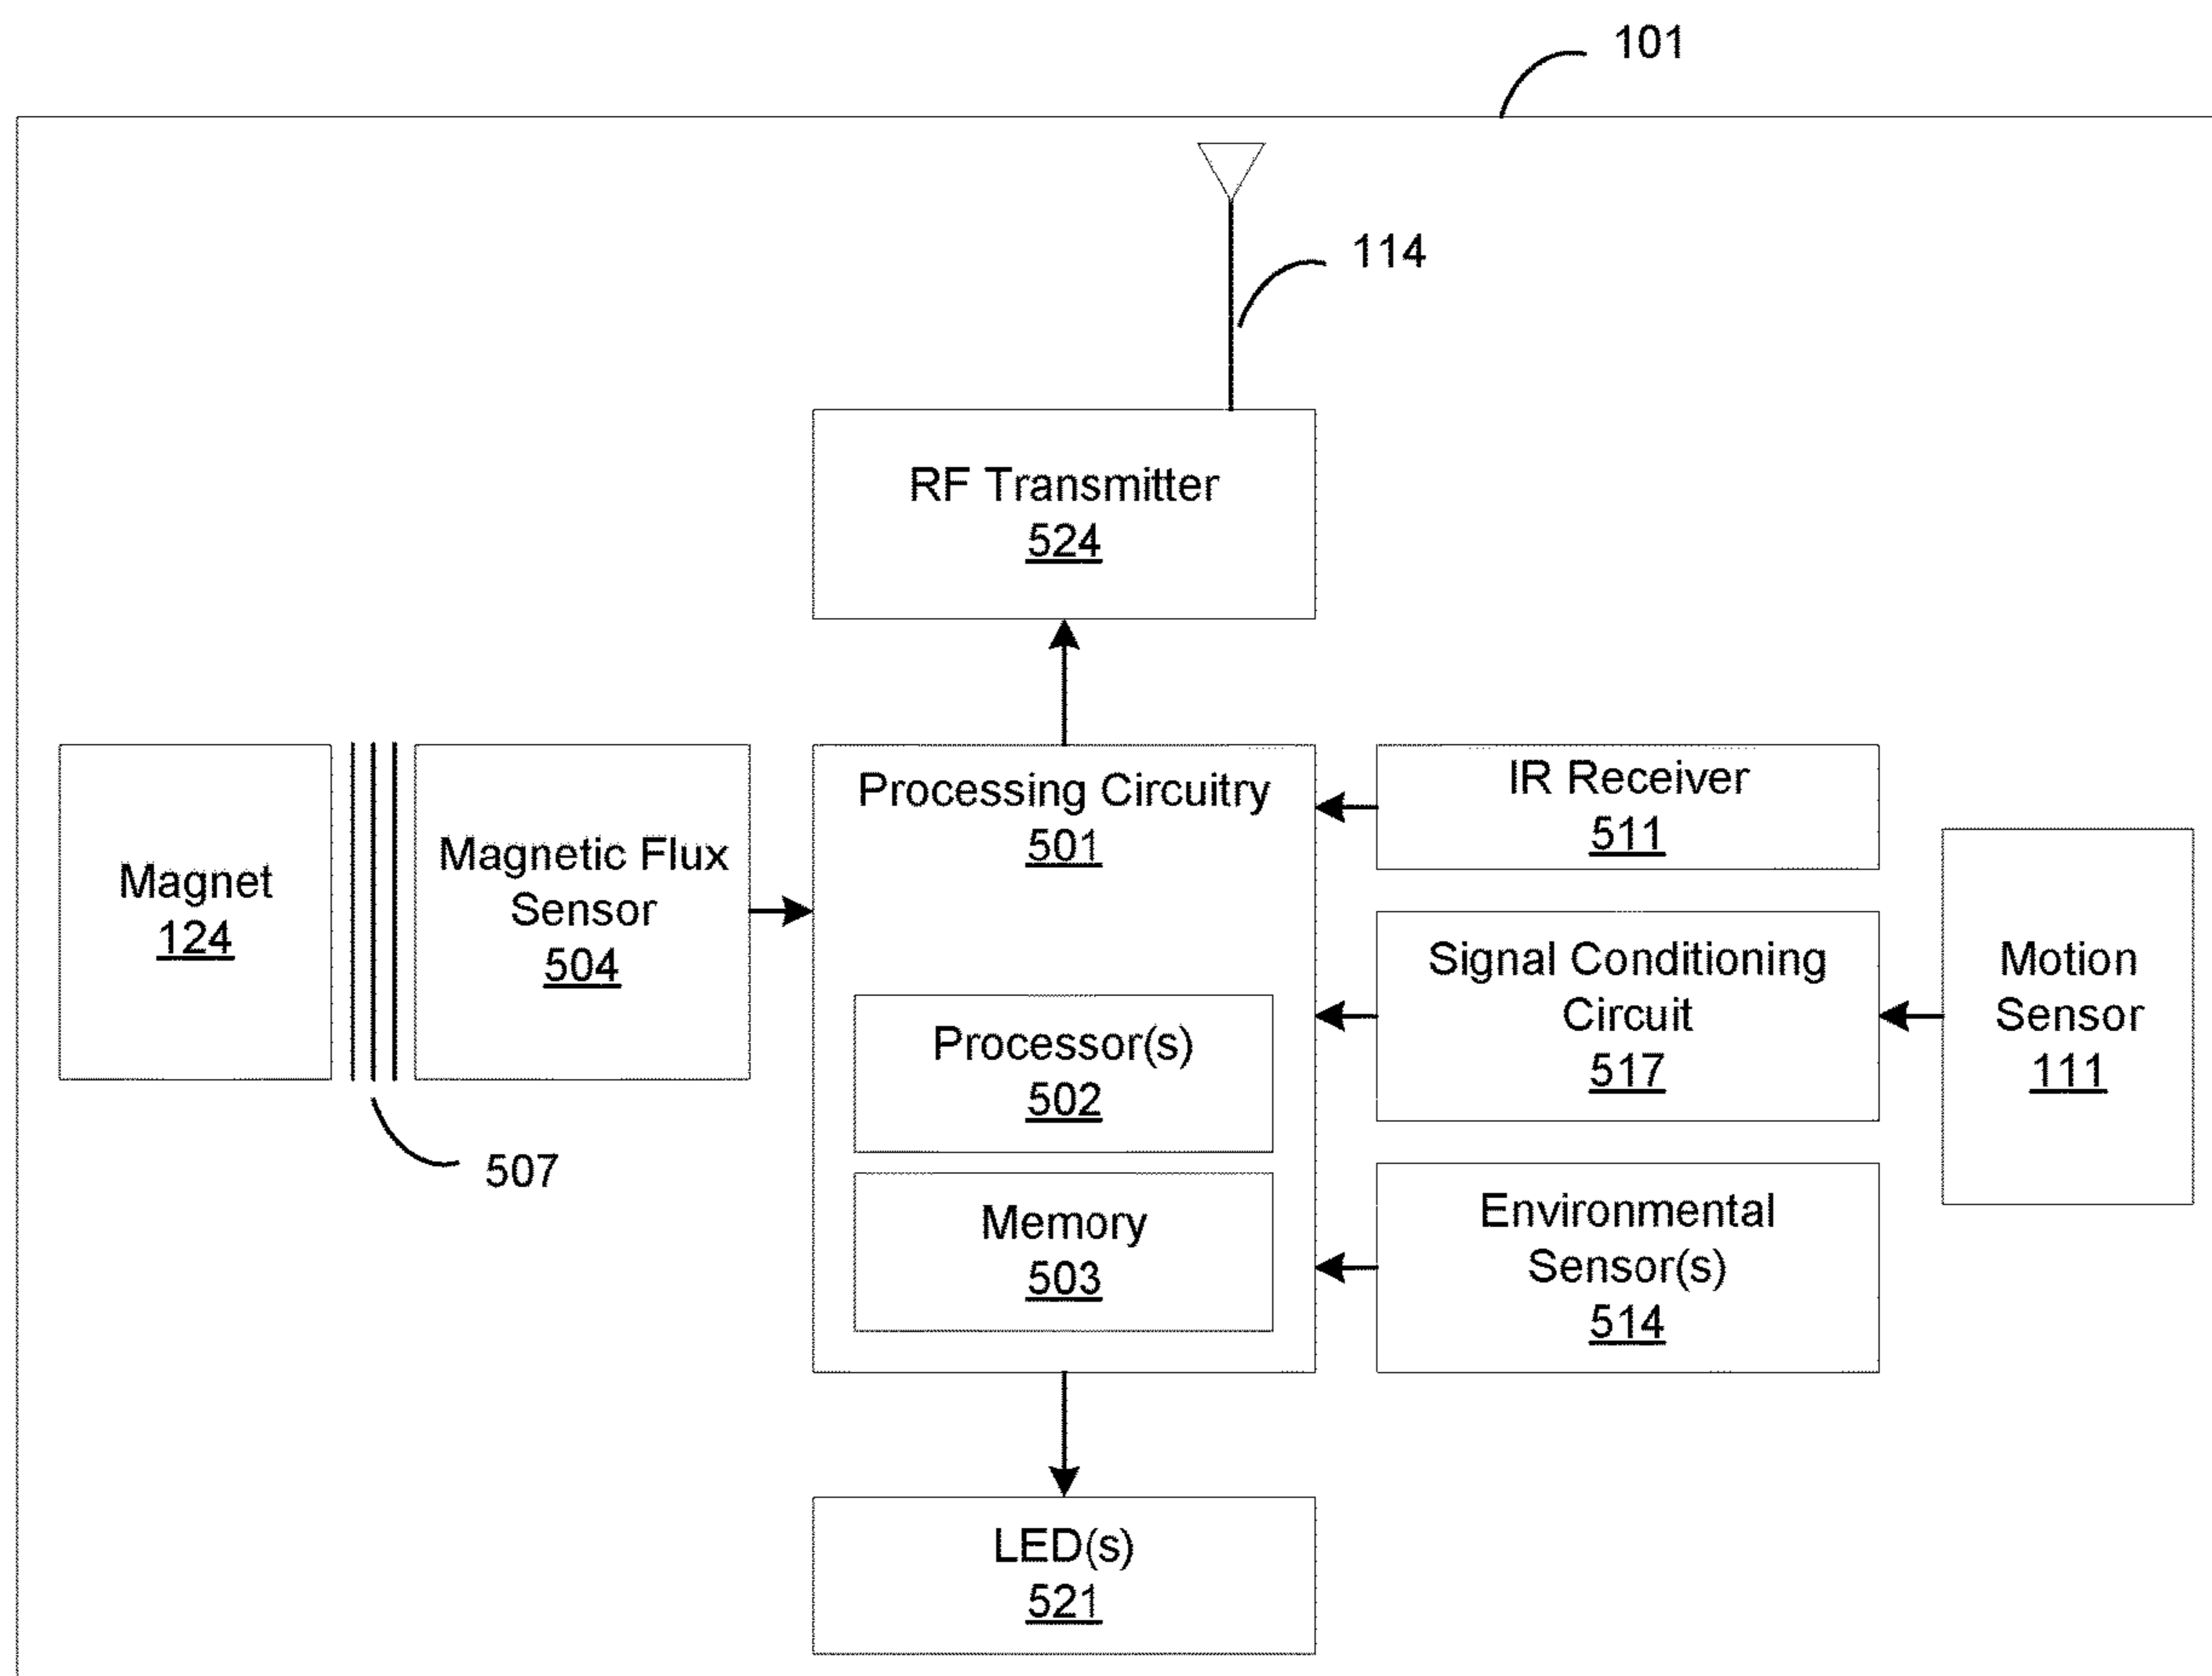 101
114
RF Transmitter
524
Magnet
124
507
Magnetic Flux
Sensor
504
Processing Circuitry
501
Processor(s)
502
Memory
503
IR Receiver
511
Signal Conditioning
Circuit
517
Environmental
Sensor(s)
514
Motion
Sensor
111
LED(s)
521